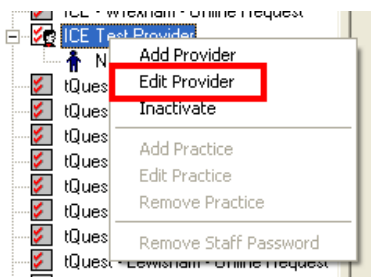 ICE - Wrexham - Online Request
ICE Test Provider
N
Add Provider
tQues
Edit Provider
tQues
Inactivate
tQues
tQues
Add Practice
tQues
Edit Practice
tQues
Remove Practice
tQues
Remove Staff Password
tQuest - Lewisham - Online Request